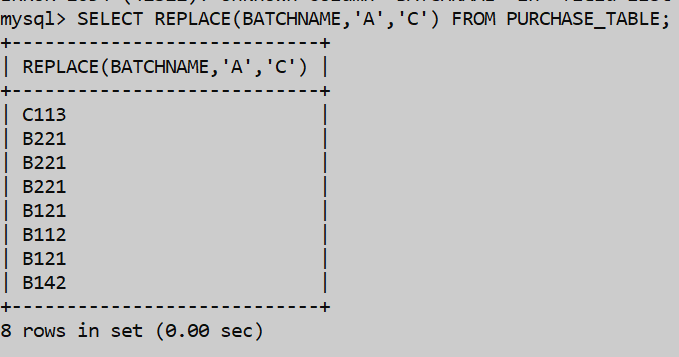 mysql> SELECT REPLACE(BATCHNAME,'A','C') FROM PURCHASE_TABLE;
+----------------------------+
| REPLACE(BATCHNAME,'A','C') |
+----------------------------+
| C113                       |
| B221                       |
| B221                       |
| B221                       |
| B121                       |
| B112                       |
| B121                       |
| B142                       |
+----------------------------+
8 rows in set (0.00 sec)